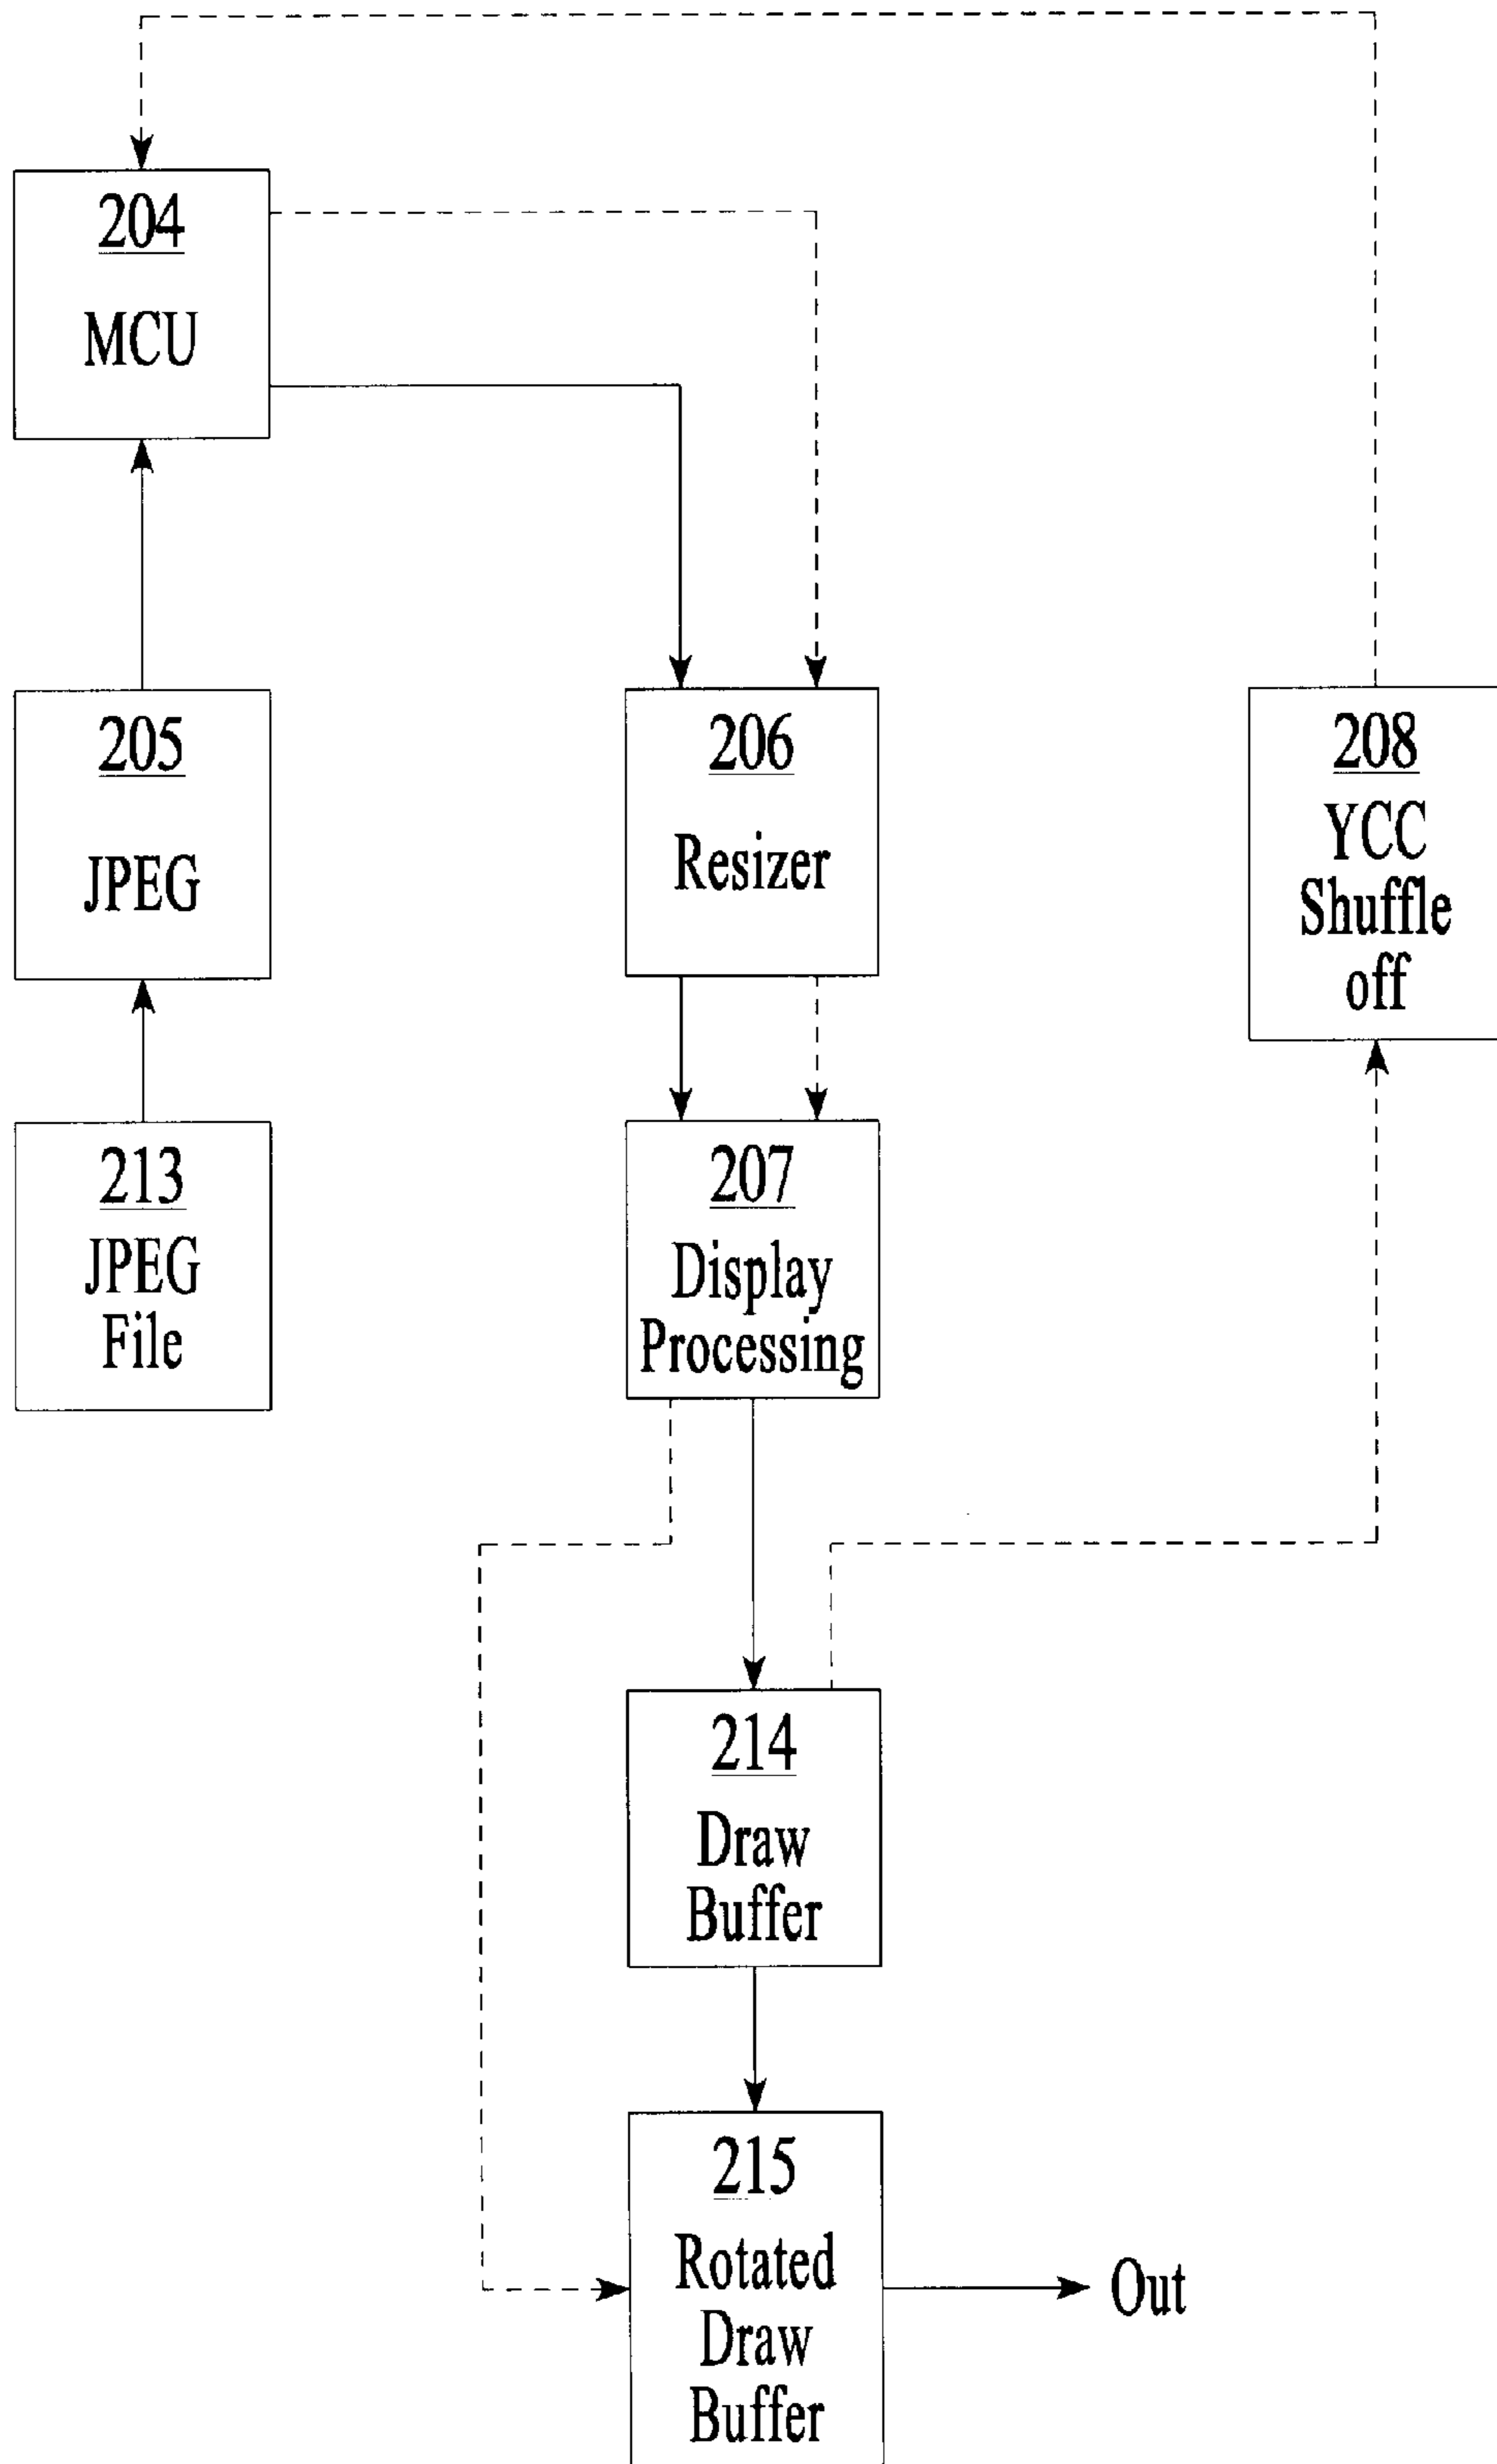 204
MCU
205
JPEG
206
Resizer
208
YCC
Shuffle
off
213
JPEG
File
207
Display
Processing
214
Draw
Buffer
215
Rotated
Draw
Buffer
Out